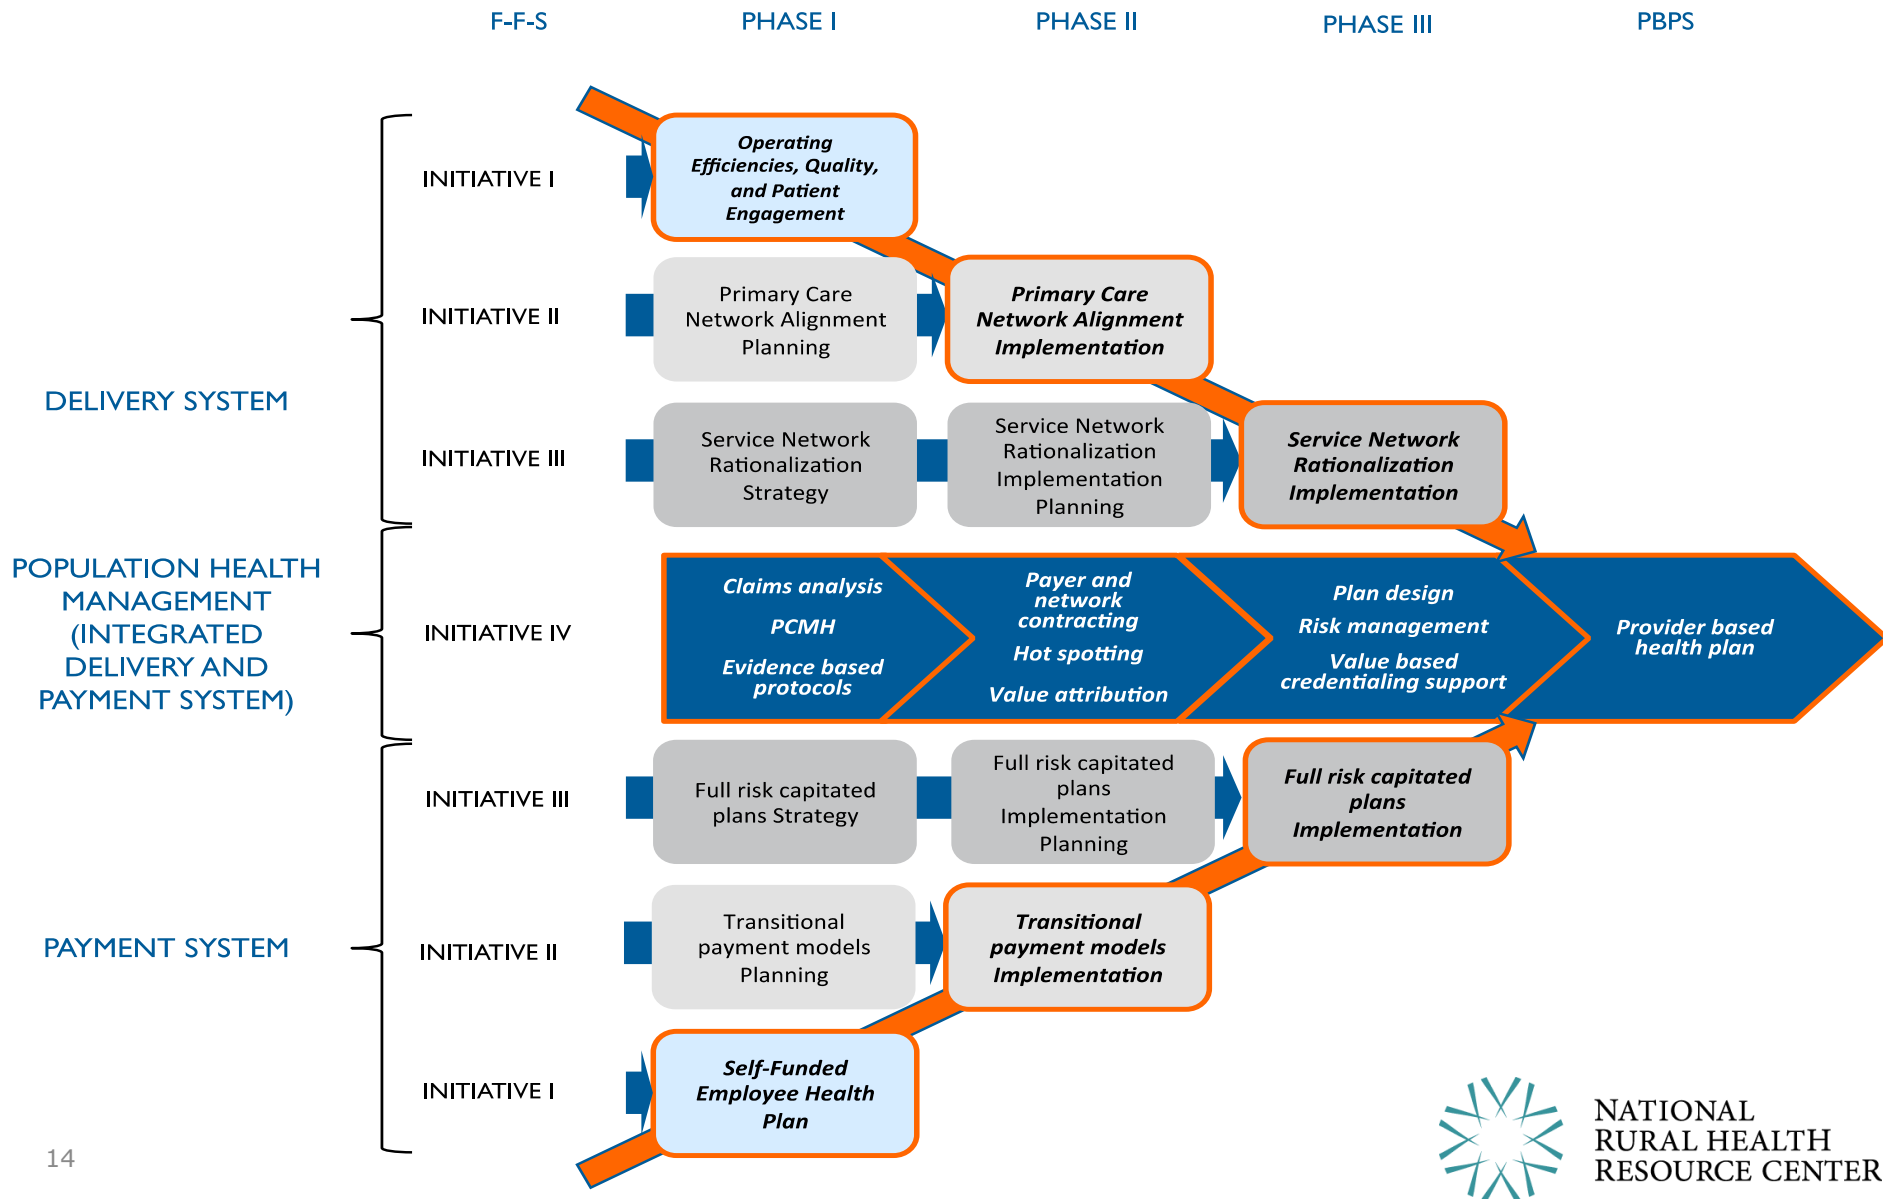 F-F-S
PHASE I
PHASE II
PHASE III
PBPS
DELIVERY SYSTEM
INITIATIVE I
Operating
Efficiencies, Quality,
and Patient
Engagement
INITIATIVE II
Primary Care
Network Alignment
Planning
Primary Care
Network Alignment
Implementation
INITIATIVE III
Service Network
Rationalization
Strategy
Service Network
Rationalization
Implementation
Planning
Service Network
Rationalization
Implementation
POPULATION HEALTH
MANAGEMENT
(INTEGRATED
DELIVERY AND
PAYMENT SYSTEM)
INITIATIVE IV
Claims analysis
PCMH
Evidence based
protocols
Payer and
network
contracting
Hot spotting
Value attribution
Plan design
Risk management
Value based
credentialing support
Provider based
health plan
PAYMENT SYSTEM
INITIATIVE III
Full risk capitated
plans Strategy
Full risk capitated
plans
Implementation
Planning
Full risk capitated
plans
Implementation
INITIATIVE II
Transitional
payment models
Planning
Transitional
payment models
Implementation
INITIATIVE I
Self-Funded
Employee Health
Plan
14
NATIONAL
RURAL HEALTH
RESOURCE CENTER